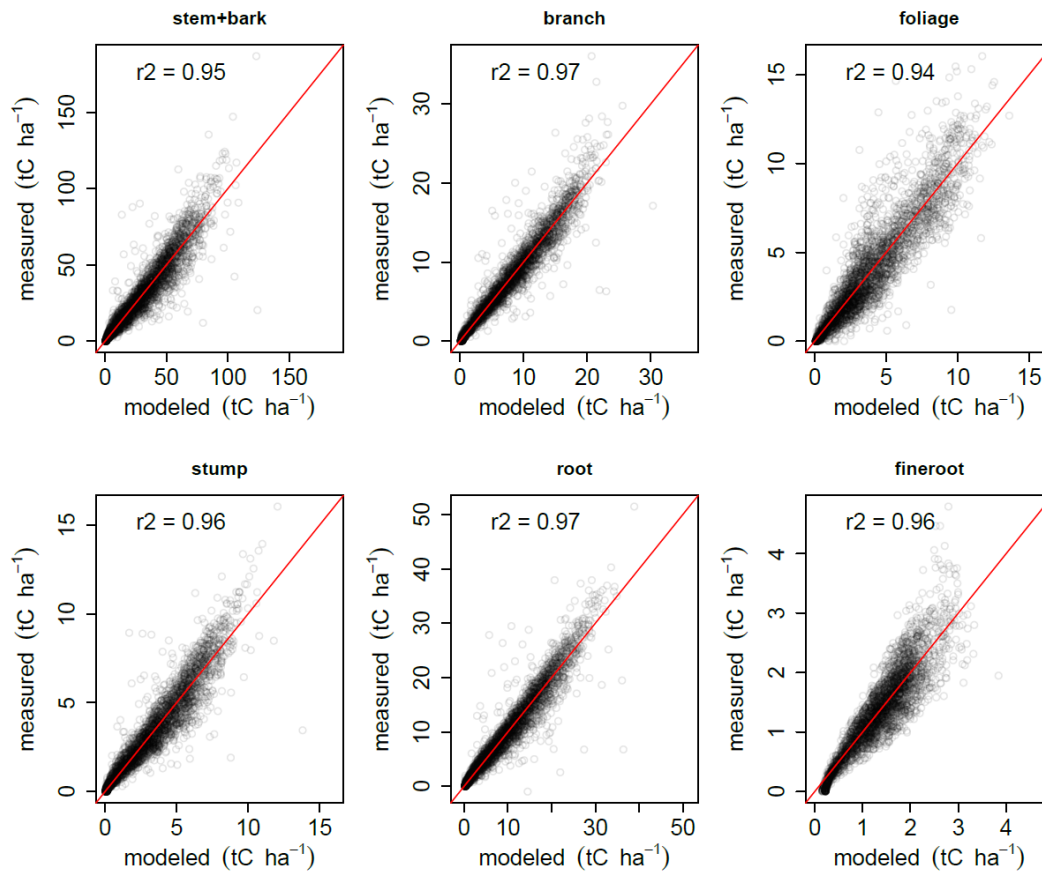 stem+bark
r2 = 0.95
measured (tC ha⁻¹)
0 50 100 150
0 50 100 150
modeled (tC ha⁻¹)
branch
r2 = 0.97
measured (tC ha⁻¹)
0 10 20 30
0 10 20 30
modeled (tC ha⁻¹)
foliage
r2 = 0.94
measured (tC ha⁻¹)
0 5 10 15
0 5 10 15
modeled (tC ha⁻¹)
stump
r2 = 0.96
measured (tC ha⁻¹)
0 5 10 15
0 5 10 15
modeled (tC ha⁻¹)
root
r2 = 0.97
measured (tC ha⁻¹)
0 10 20 30 40 50
0 10 30 50
modeled (tC ha⁻¹)
fineroot
r2 = 0.96
measured (tC ha⁻¹)
0 1 2 3 4
0 1 2 3 4
modeled (tC ha⁻¹)